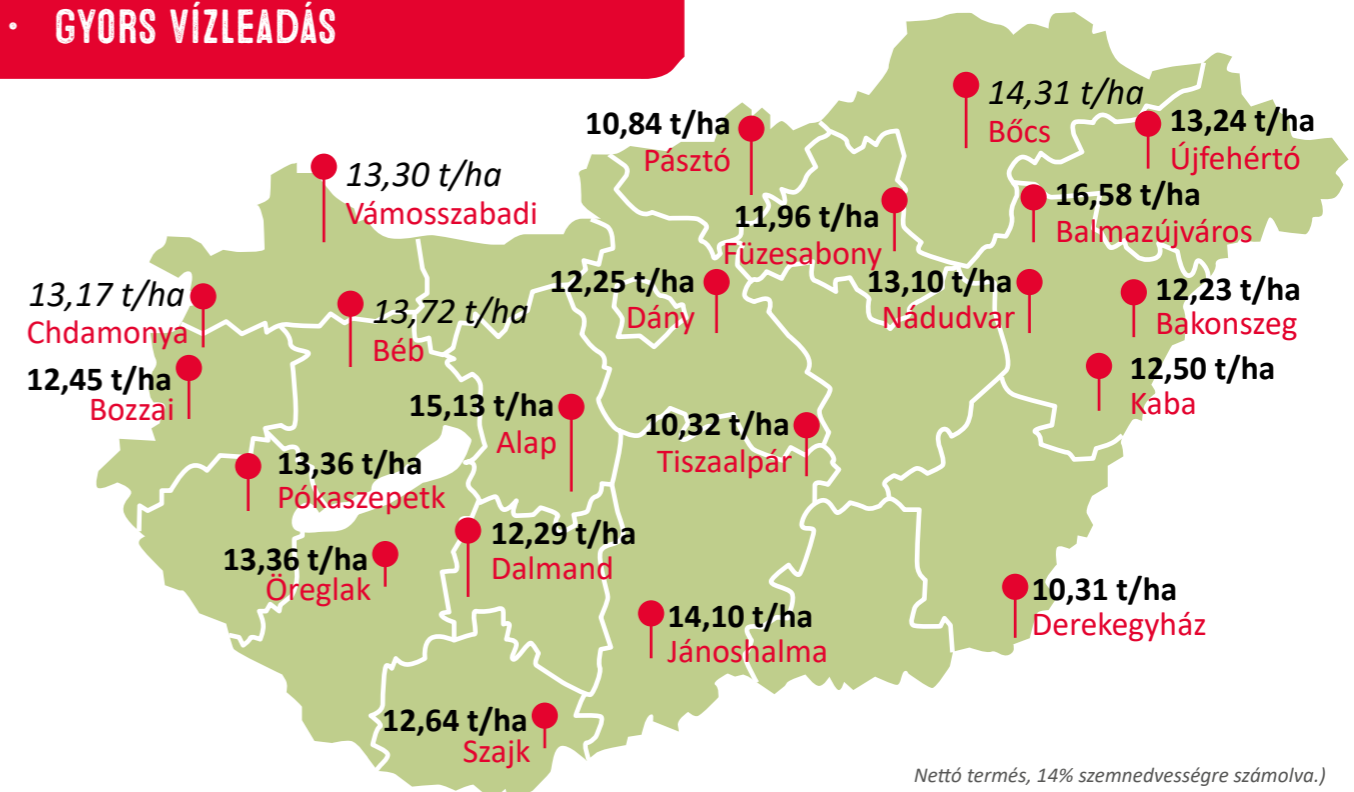 • GYORS VÍZLEADÁS
14,31 t/ha
Bőcs
10,84 t/ha
Pásztó
13,24 t/ha
Újfehértó
13,30 t/ha
Vámosszabadi
16,58 t/ha
Balmazújváros
11,96 t/ha
Füzesabony
12,25 t/ha
Dány
13,10 t/ha
Nádudvar
12,23 t/ha
Bakonszeg
13,17 t/ha
Chdamonya
13,72 t/ha
Béb
12,45 t/ha
Bozzai
12,50 t/ha
Kaba
15,13 t/ha
Alap
10,32 t/ha
Tiszaalpár
13,36 t/ha
Pókaszepetk
12,29 t/ha
Dalmand
13,36 t/ha
Öreglak
10,31 t/ha
Derekegyház
14,10 t/ha
Jánoshalma
12,64 t/ha
Szajk
Nettó termés, 14% szemnedvességre számolva.)